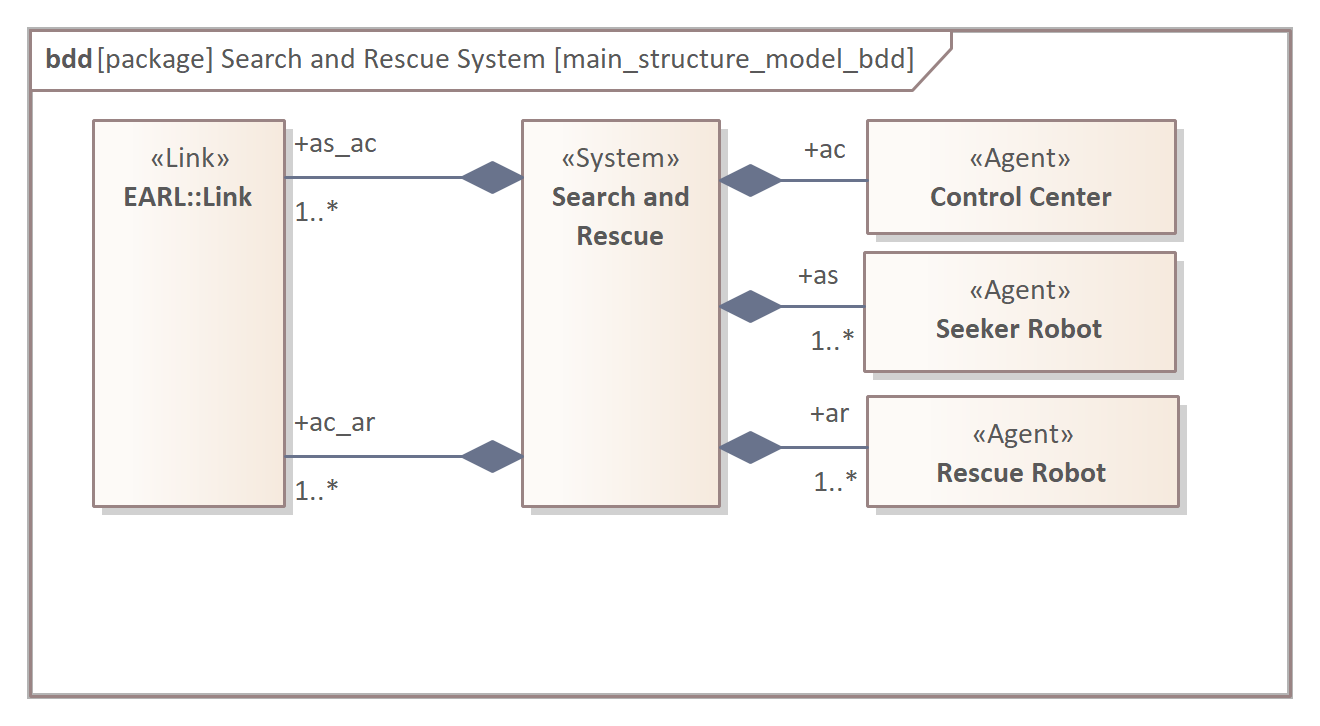 bdd [package] Search and Rescue System [main_structure_model_bdd]
«Link»
EARL::Link
+as_ac
1..*
+ac_ar
1..*
«System»
Search and
Rescue
+ac
«Agent»
Control Center
+as
1..*
«Agent»
Seeker Robot
+ar
1..*
«Agent»
Rescue Robot